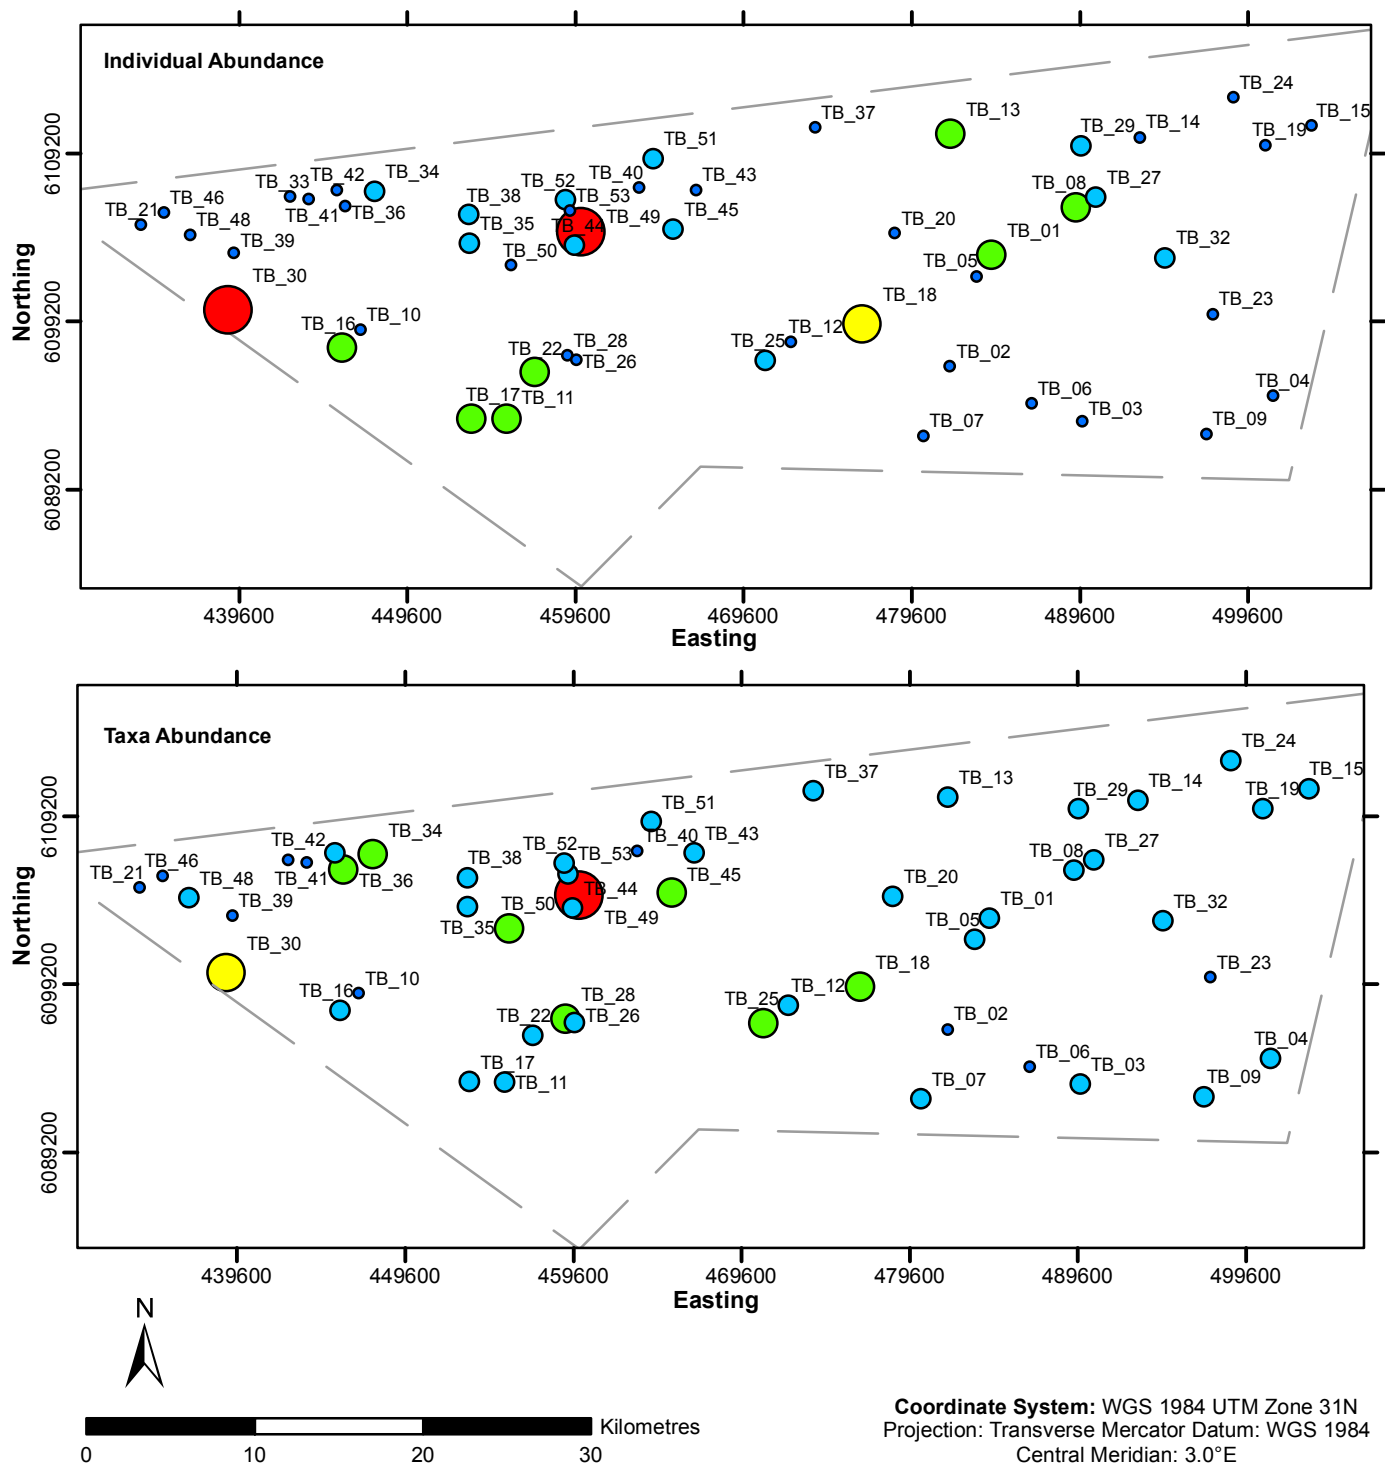 Individual Abundance
TB_24
TB_37
TB_13
TB_15
TB_14
TB_29
TB_19
TB_51
6109200
TB_42
TB_34
TB_33
TB_52
TB_40
TB_43
TB_08
TB_27
TB_46
TB_38
TB_53
TB_21
TB_48
TB_41
TB_36
TB_49
TB_45
TB_44
TB_35
TB_20
TB_01
TB_32
TB_39
TB_50
TB_05
TB_30
TB_18
TB_23
6099200
TB_16
TB_10
TB_12
TB_25
TB_22
TB_28
TB_26
TB_02
TB_04
TB_06
TB_17
TB_11
TB_03
TB_07
TB_09
6089200
Northing
439600 449600 459600 469600 479600 489600 499600
Easting
Taxa Abundance
TB_24
TB_37
TB_13
TB_15
TB_14
TB_29
TB_19
TB_51
6109200
TB_42
TB_34
TB_52
TB_40
TB_43
TB_08
TB_27
TB_46
TB_38
TB_53
TB_21
TB_41
TB_36
TB_48
TB_44
TB_45
TB_20
TB_50
TB_01
TB_32
TB_39
TB_35
TB_49
TB_05
TB_30
TB_18
TB_23
6099200
TB_16
TB_10
TB_12
TB_25
TB_28
TB_22
TB_26
TB_02
TB_04
TB_06
TB_17
TB_11
TB_03
TB_07
TB_09
6089200
Northing
439600 449600 459600 469600 479600 489600 499600
Easting
N
Kilometres
0 10 20 30
Coordinate System: WGS 1984 UTM Zone 31N
Projection: Transverse Mercator Datum: WGS 1984
Central Meridian: 3.0°E